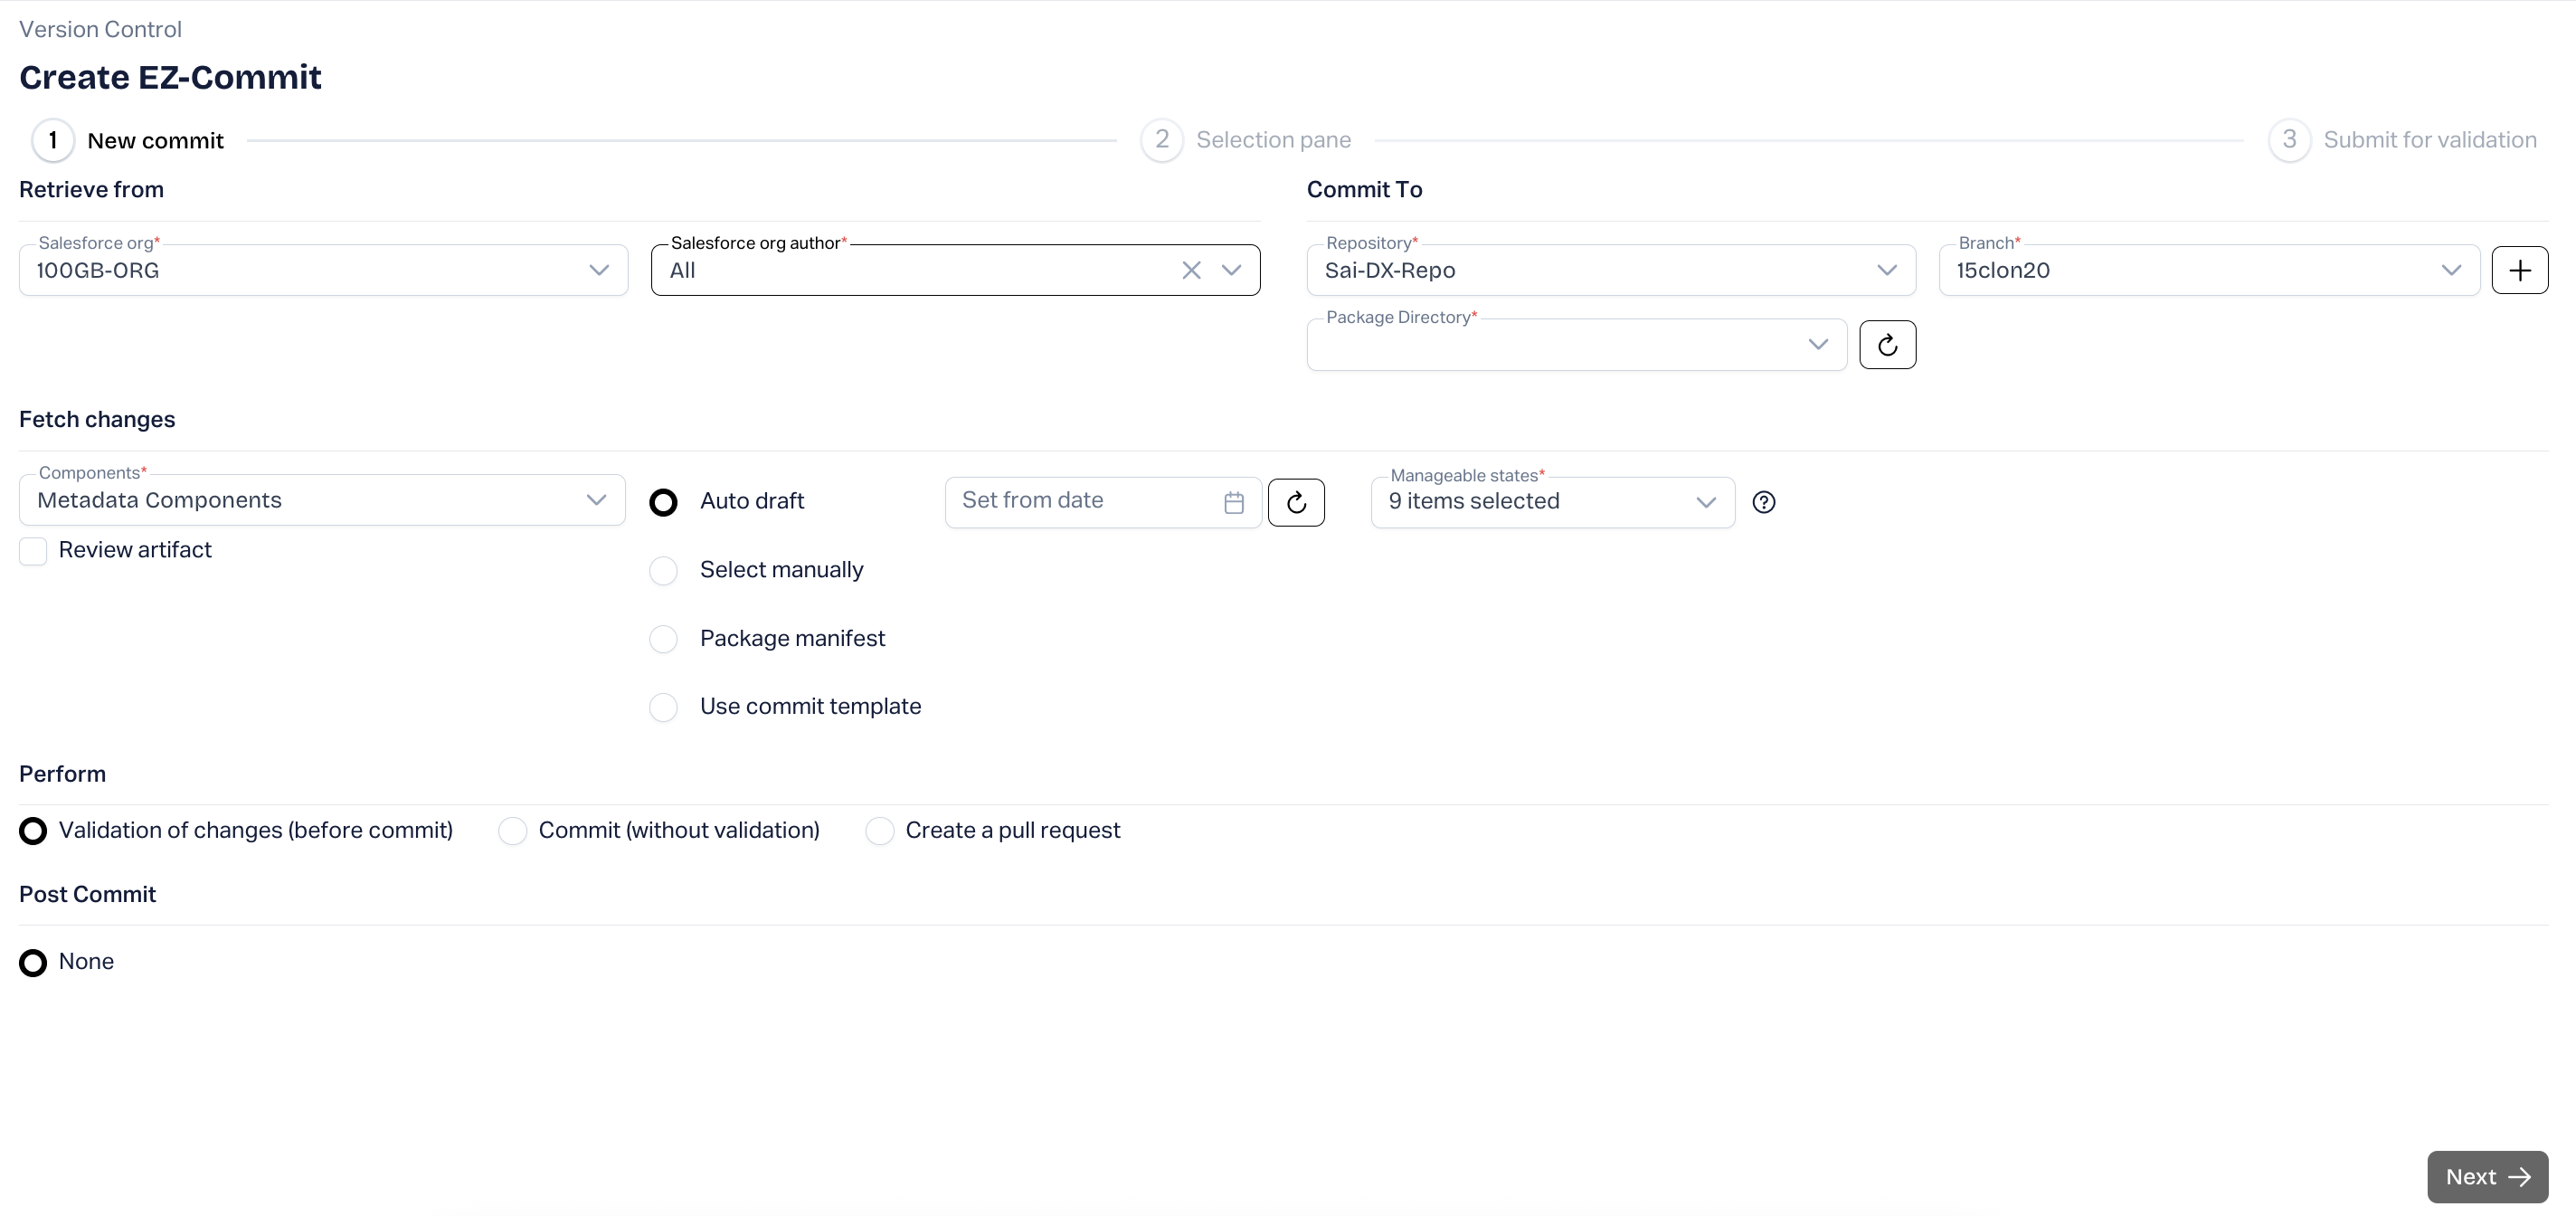 Version Control
Create EZ-Commit
1 New commit
2 Selection pane
3 Submit for validation
Retrieve from
Commit To
Salesforce org*
100GB-ORG
Salesforce org author*
All
Repository*
Sai-DX-Repo
Branch*
15clon20
Package Directory*
Fetch changes
Components*
Metadata Components
Review artifact
Auto draft
Set from date
Manageable states*
9 items selected
Select manually
Package manifest
Use commit template
Perform
Validation of changes (before commit)
Commit (without validation)
Create a pull request
Post Commit
None
Next